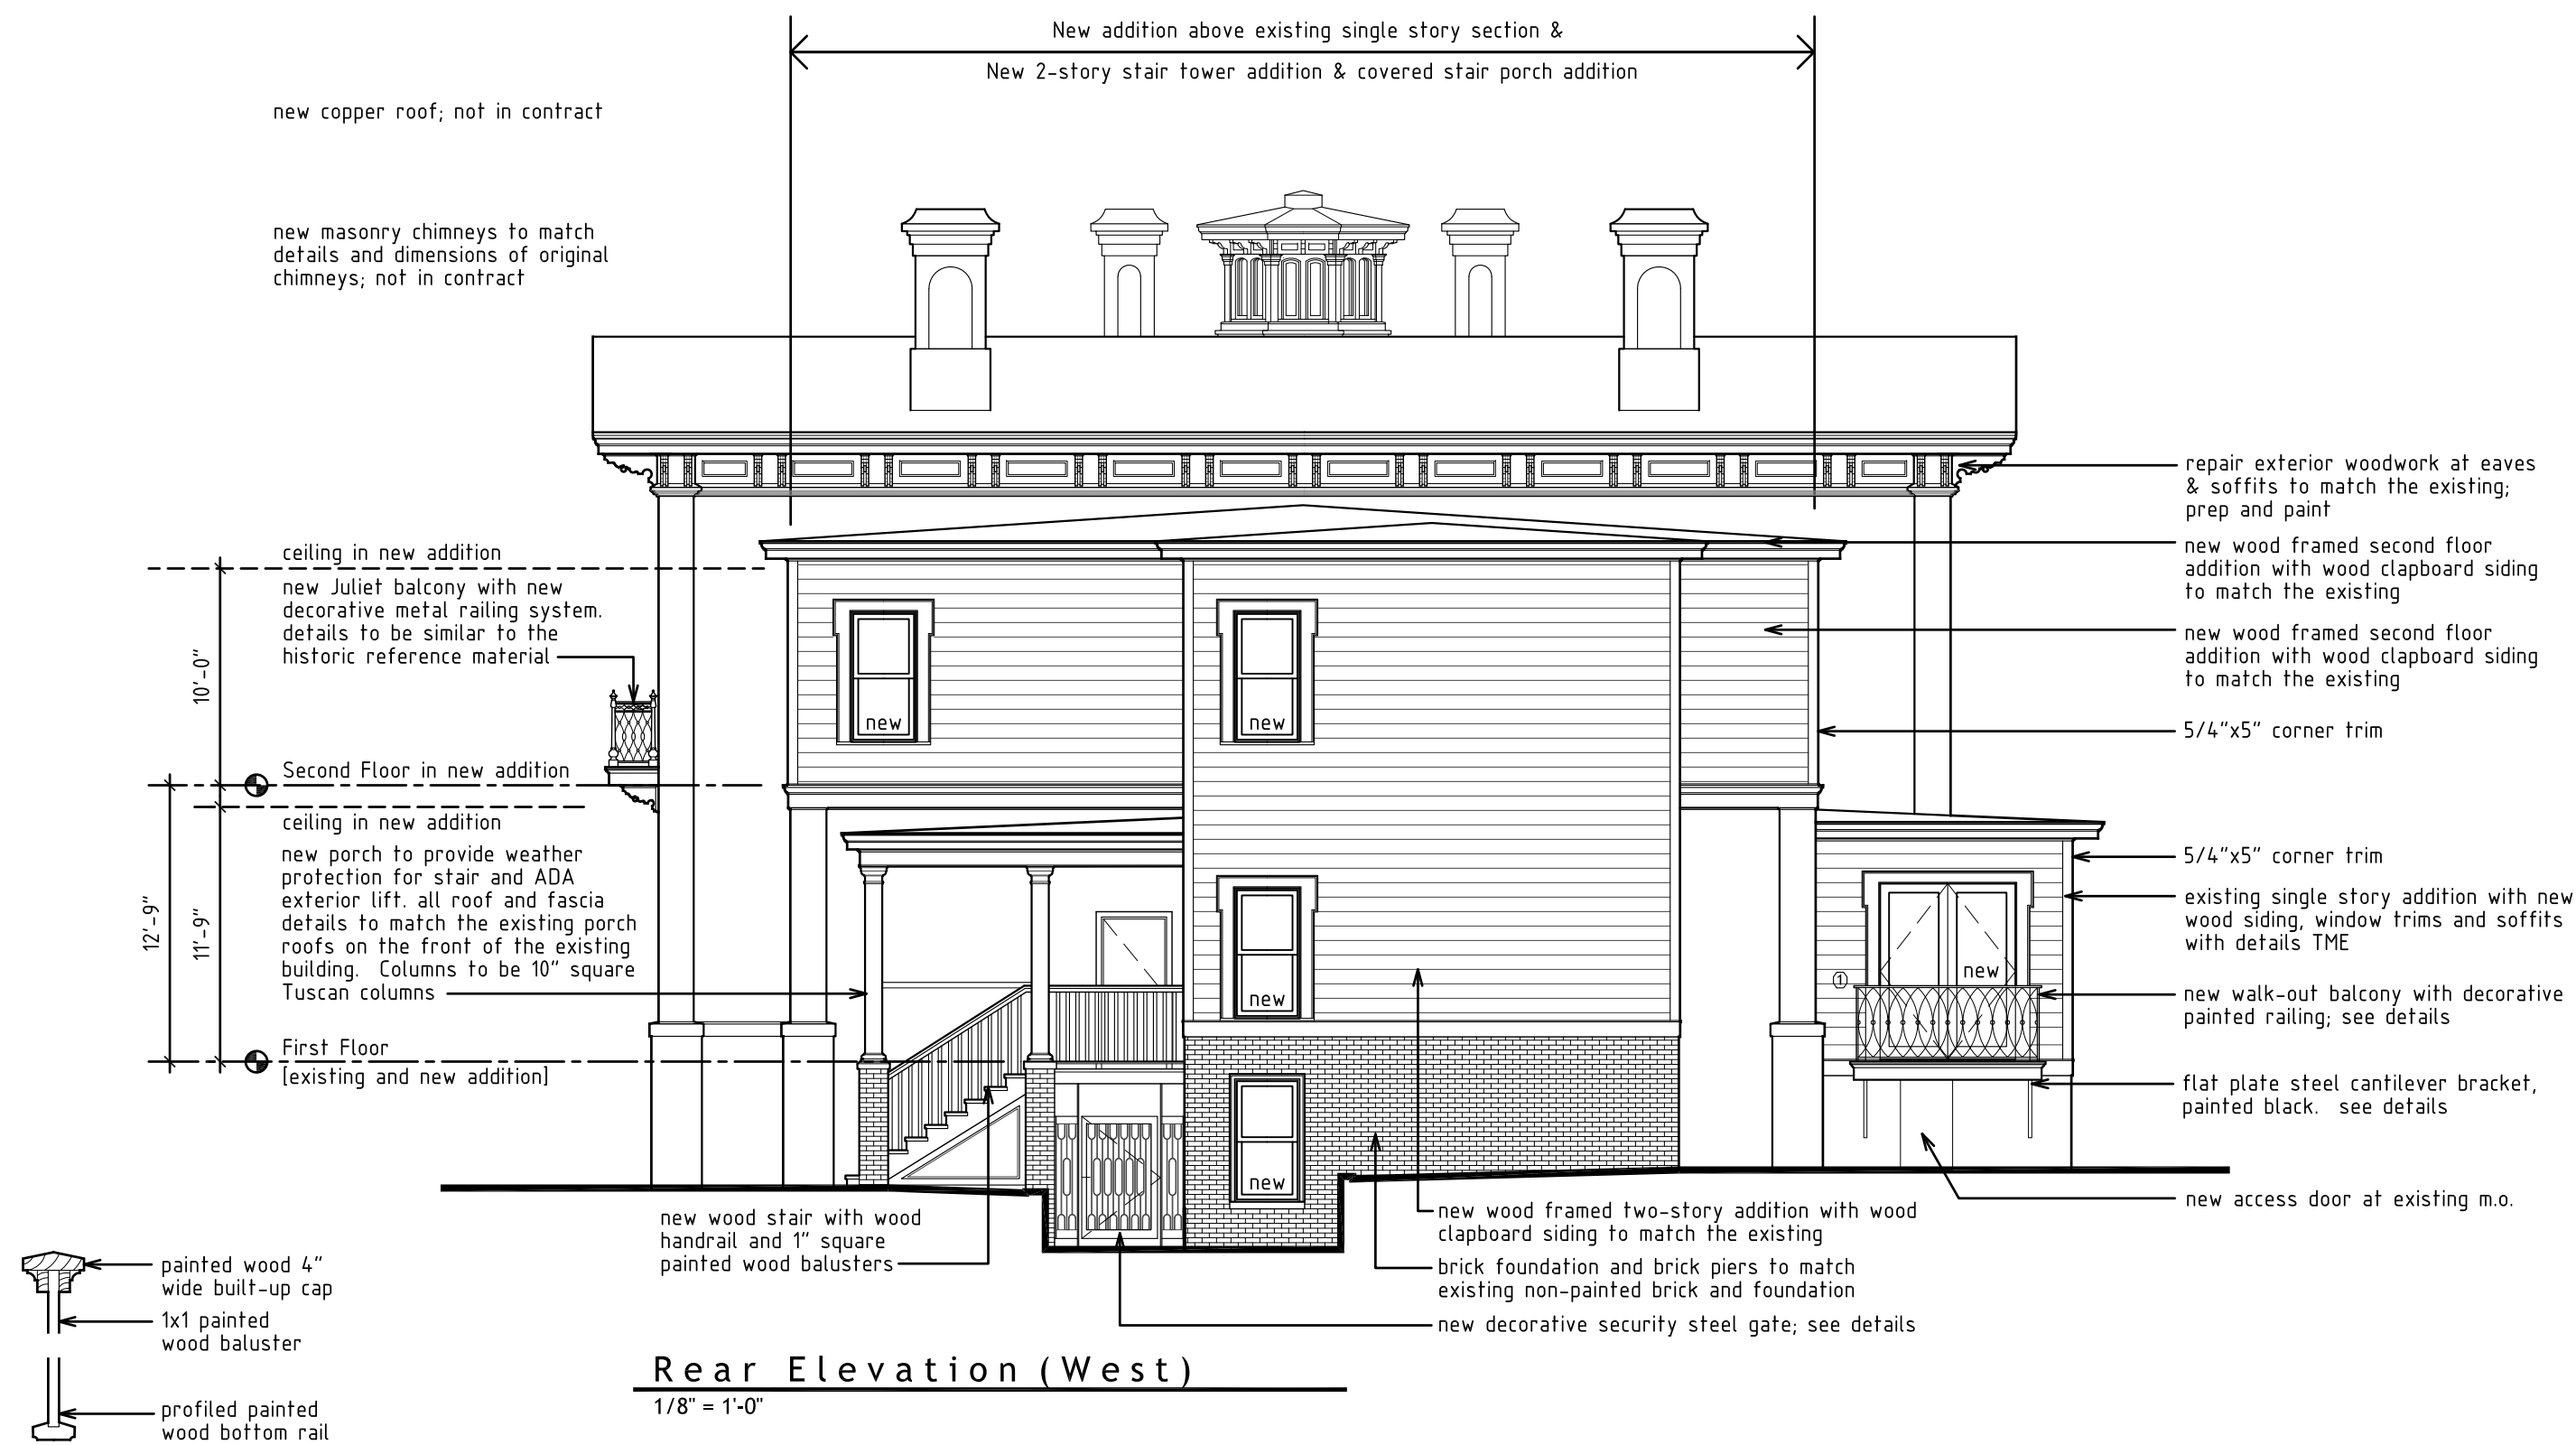 New addition above existing single story section &
New 2-story stair tower addition & covered stair porch addition
new copper roof; not in contract
new masonry chimneys to match
details and dimensions of original
chimneys; not in contract
repair exterior woodwork at eaves
& soffits to match the existing;
prep and paint
new wood framed second floor
addition with wood clapboard siding
to match the existing
new wood framed second floor
addition with wood clapboard siding
to match the existing
5/4"x5" corner trim
5/4"x5" corner trim
existing single story addition with new
wood siding, window trims and soffits
with details TME
new walk-out balcony with decorative
painted railing; see details
flat plate steel cantilever bracket,
painted black. see details
new access door at existing m.o.
ceiling in new addition
new Juliet balcony with new
decorative metal railing system.
details to be similar to the
historic reference material
10'-0"
Second Floor in new addition
ceiling in new addition
new porch to provide weather
protection for stair and ADA
exterior lift. all roof and fascia
details to match the existing porch
roofs on the front of the existing
building. Columns to be 10" square
Tuscan columns
12'-9"
11'-9"
First Floor
[existing and new addition]
new
new
new
new
new
1
new wood stair with wood
handrail and 1" square
painted wood balusters
new wood framed two-story addition with wood
clapboard siding to match the existing
brick foundation and brick piers to match
existing non-painted brick and foundation
new decorative security steel gate; see details
painted wood 4"
wide built-up cap
1x1 painted
wood baluster
profiled painted
wood bottom rail
Rear Elevation (West)
1/8" = 1'-0"